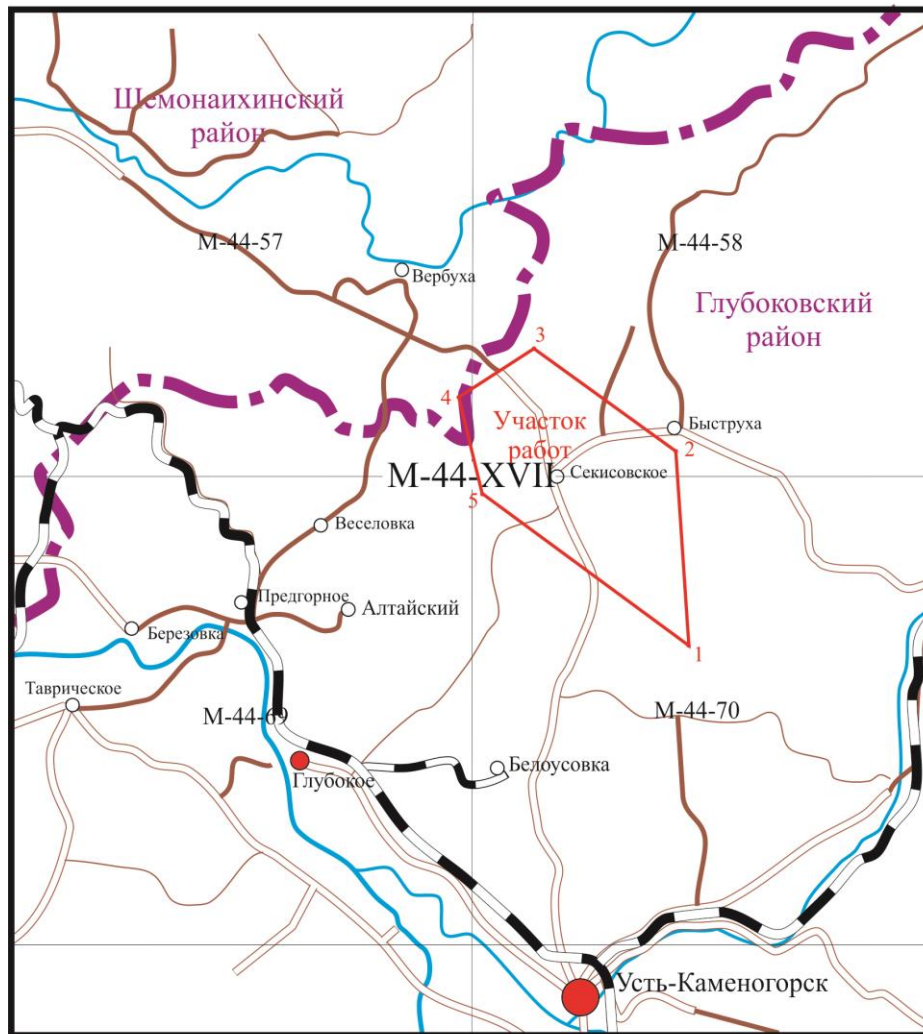 Шемонаихинский
район
М-44-57
М-44-58
Вербуха
Глубоковский
район
3
4
Участок
работ
Быструха
2
М-44-XVII
Секисовское
5
Веселовка
Предгорное
Алтайский
Березовка
1
Таврическое
М-44-69
М-44-70
Белоусовка
Глубокое
Усть-Каменогорск